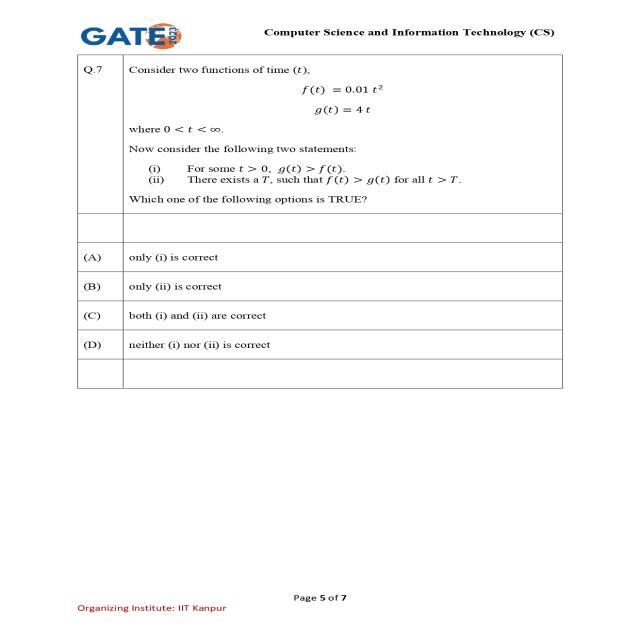 GATE 2023
Computer Science and Information Technology (CS)
Q.7 Consider two functions of time (t),
f(t) = 0.01 t²
g(t) = 4 t
where 0 < t < ∞.
Now consider the following two statements:
(i) For some t > 0, g(t) > f(t).
(ii) There exists a T, such that f(t) > g(t) for all t > T.
Which one of the following options is TRUE?
(A) only (i) is correct
(B) only (ii) is correct
(C) both (i) and (ii) are correct
(D) neither (i) nor (ii) is correct
Page 5 of 7
Organizing Institute: IIT Kanpur